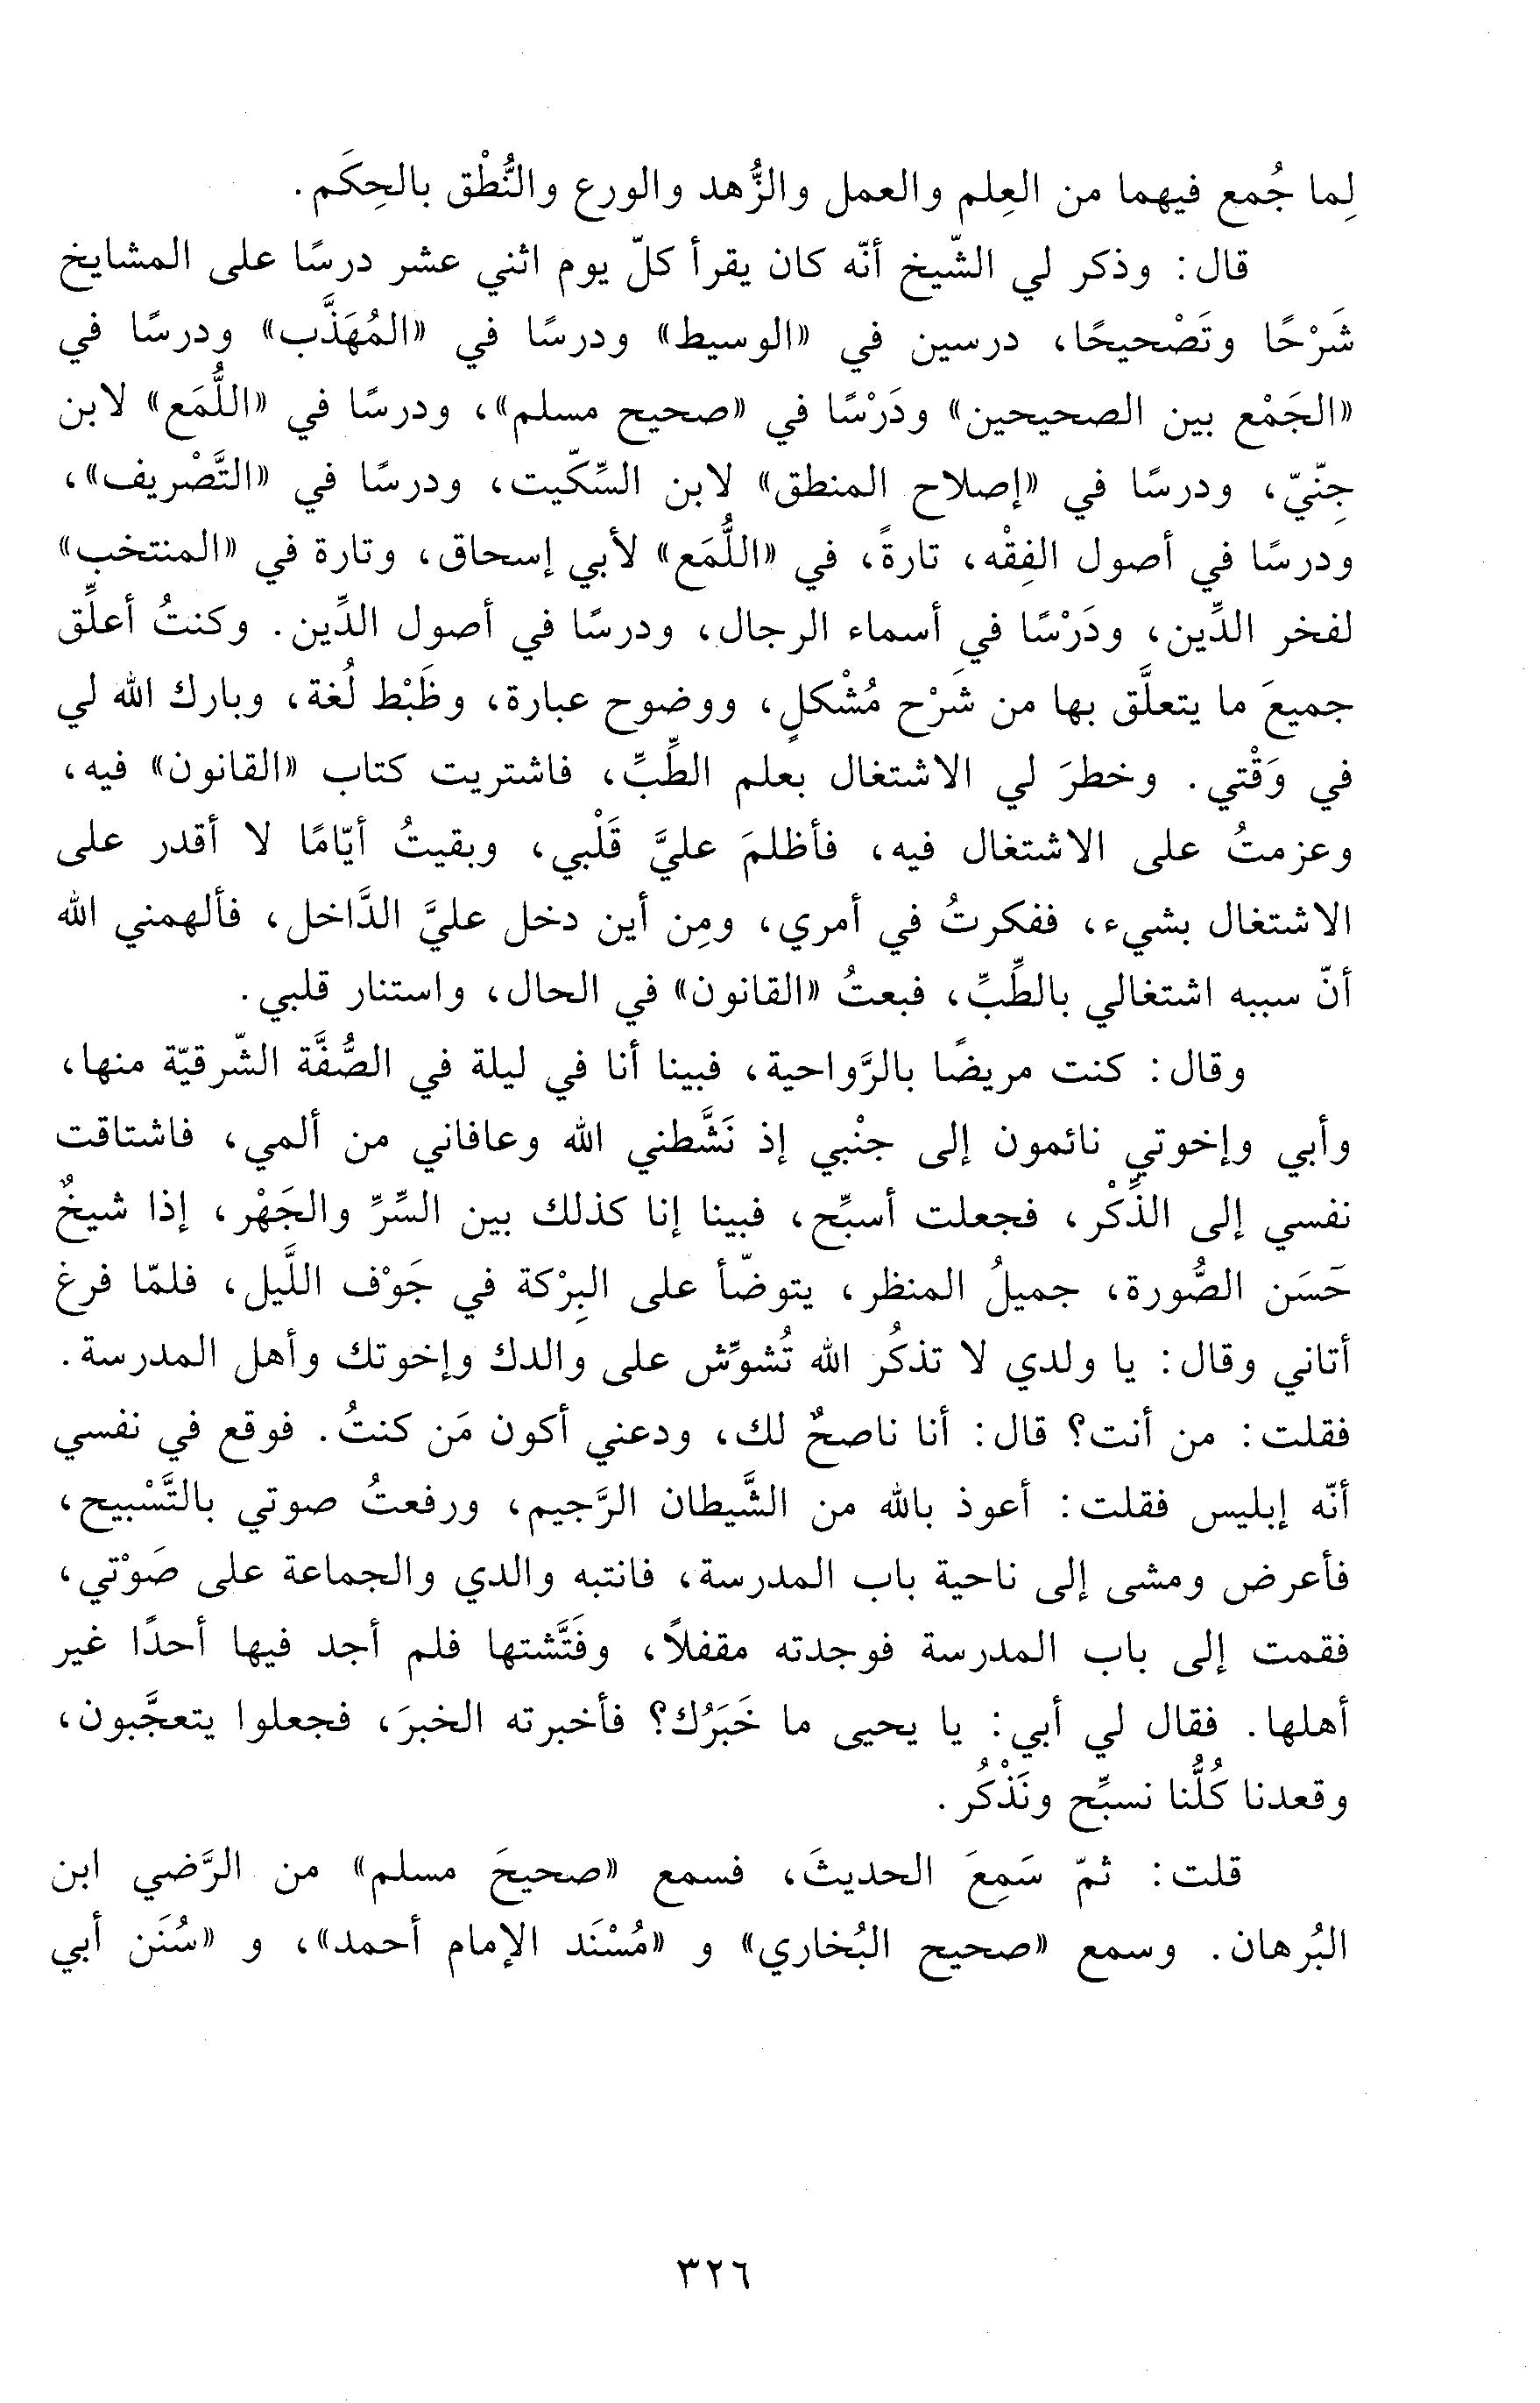 لِما جُمع فيهما من العِلم والعمل والزُّهد والورع والنُّطْق بالحِكَم.
قال: وذكر لي الشّيخ أنّه كان يقرأ كلّ يوم اثني عشر درسًا على المشايخ
شَرْحًا وتَصْحيحًا، درسين في «الوسيط» ودرسًا في «المُهَذَّب» ودرسًا في
«الجَمْع بين الصحيحين» ودَرْسًا في «صحيح مسلم»، ودرسًا في «اللُّمَع» لابن
جِنّيّ، ودرسًا في «إصلاح المنطق» لابن السِّكّيت، ودرسًا في «التَّصْريف»،
ودرسًا في أصول الفِقْه، تارةً، في «اللُّمَع» لأبي إسحاق، وتارة في «المنتخب»
لفخر الدِّين، ودَرْسًا في أسماء الرجال، ودرسًا في أصول الدِّين. وكنتُ أعلِّق
جميعَ ما يتعلَّق بها من شَرْح مُشْكلٍ، ووضوح عبارة، وظَبْط لُغة، وبارك الله لي
في وَقْتي. وخطرَ لي الاشتغال بعلم الطِّبِّ، فاشتريت كتاب «القانون» فيه،
وعزمتُ على الاشتغال فيه، فأظلمَ عليَّ قَلْبي، وبقيتُ أيّامًا لا أقدر على
الاشتغال بشيء، ففكرتُ في أمري، ومِن أين دخل عليَّ الدَّاخل، فألهمني الله
أنّ سببه اشتغالي بالطِّبِّ، فبعتُ «القانون» في الحال، واستنار قلبي.
وقال: كنت مريضًا بالرَّواحية، فبينا أنا في ليلة في الصُّفَّة الشّرقيّة منها،
وأبي وإخوتي نائمون إلى جنْبي إذ نَشَّطني الله وعافاني من ألمي، فاشتاقت
نفسي إلى الذِّكْر، فجعلت أسبِّح، فبينا إنا كذلك بين السِّرِّ والجَهْر، إذا شيخٌ
حَسَن الصُّورة، جميلُ المنظر، يتوضّأ على البِرْكة في جَوْف اللَّيل، فلمّا فرغ
أتاني وقال: يا ولدي لا تذكُر الله تُشوِّش على والدك وإخوتك وأهل المدرسة.
فقلت: من أنت؟ قال: أنا ناصحٌ لك، ودعني أكون مَن كنتُ. فوقع في نفسي
أنّه إبليس فقلت: أعوذ بالله من الشَّيطان الرَّجيم، ورفعتُ صوتي بالتَّسْبيح،
فأعرض ومشى إلى ناحية باب المدرسة، فانتبه والدي والجماعة على صَوْتي،
فقمت إلى باب المدرسة فوجدته مقفلاً، وفَتَّشتها فلم أجد فيها أحدًا غير
أهلها. فقال لي أبي: يا يحيى ما خَبَرُك؟ فأخبرته الخبرَ، فجعلوا يتعجَّبون،
وقعدنا كُلُّنا نسبِّح ونَذْكُر.
قلت: ثمّ سَمِعَ الحديثَ، فسمع «صحيحَ مسلم» من الرَّضي ابن
البُرهان. وسمع «صحيح البُخاري» و «مُسْنَد الإمام أحمد»، و «سُنَن أبي
٣٢٦